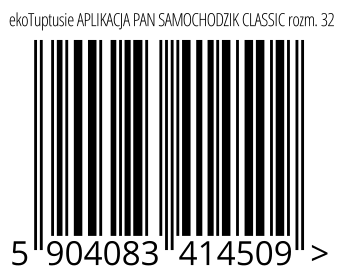 ekoTuptusie APLIKACJA PAN SAMOCHODZIK CLASSIC rozm. 32
5 904083 414509 >